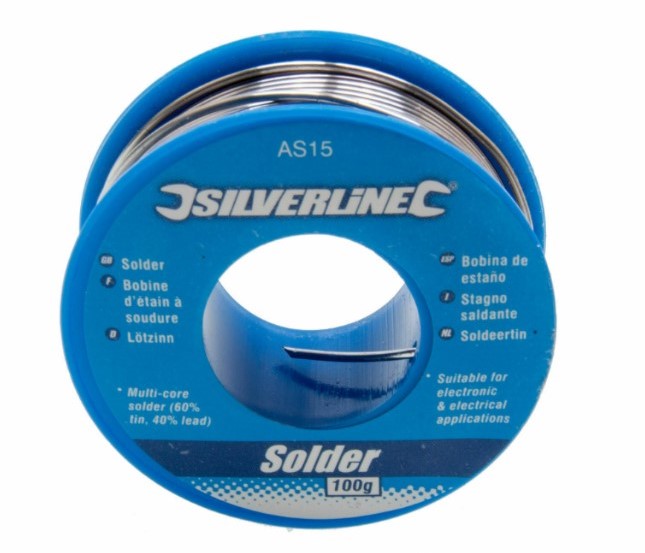 AS15
SILVERLINE®
GB Solder
F Bobine
d'étain à
soudure
D Lötzinn
ESP Bobina de
estaño
I Stagno
saldante
NL Soldeertin
* Multi-core
solder (60%
tin, 40% lead)
* Suitable for
electronic
& electrical
applications
Solder
100g